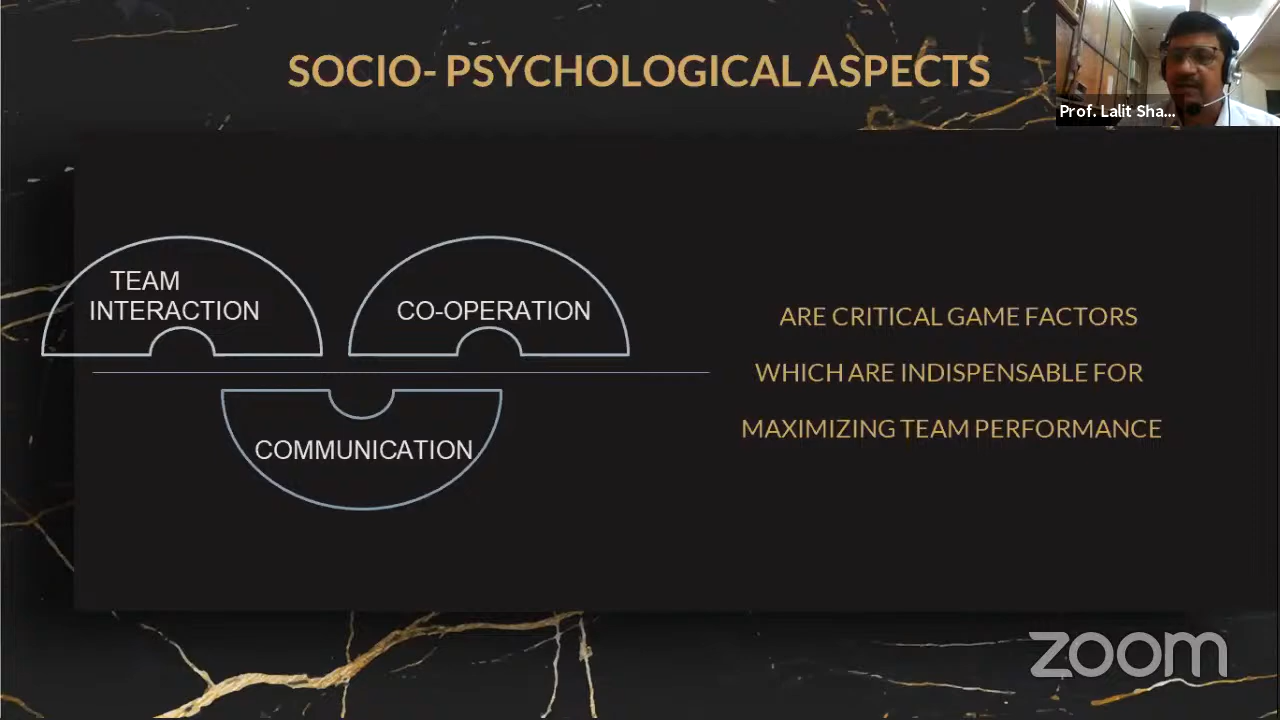 SOCIO- PSYCHOLOGICAL ASPECTS
Prof. Lalit Sha...
TEAM
INTERACTION
CO-OPERATION
COMMUNICATION
ARE CRITICAL GAME FACTORS
WHICH ARE INDISPENSABLE FOR
MAXIMIZING TEAM PERFORMANCE
zoom